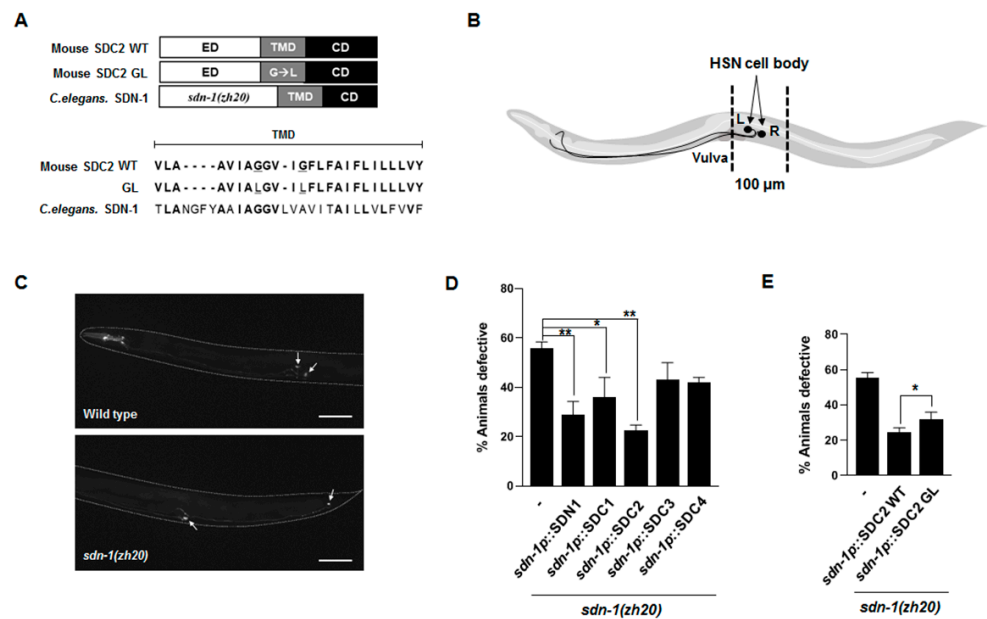 A
Mouse SDC2 WT ED TMD CD
Mouse SDC2 GL ED G→L CD
C.elegans. SDN-1 sdn-1(zh20) TMD CD
TMD
Mouse SDC2 WT VLA----AVIAGGVV-IGFLFAIFLILLLVY
GL VLA----AVIALGVV-ILFLFAIFLILLLVY
C.elegans. SDN-1 TLANGFYAAIAGGVLVAVITAILLVLFVVF
B
HSN cell body
L
R
Vulva
100 μm
C
Wild type
sdn-1(zh20)
D
% Animals defective
80
60
40
20
0
**
*
**
-
sdn-1p::SDN1
sdn-1p::SDC1
sdn-1p::SDC2
sdn-1p::SDC3
sdn-1p::SDC4
sdn-1(zh20)
E
% Animals defective
80
60
40
20
0
*
-
sdn-1p::SDC2 WT
sdn-1p::SDC2 GL
sdn-1(zh20)